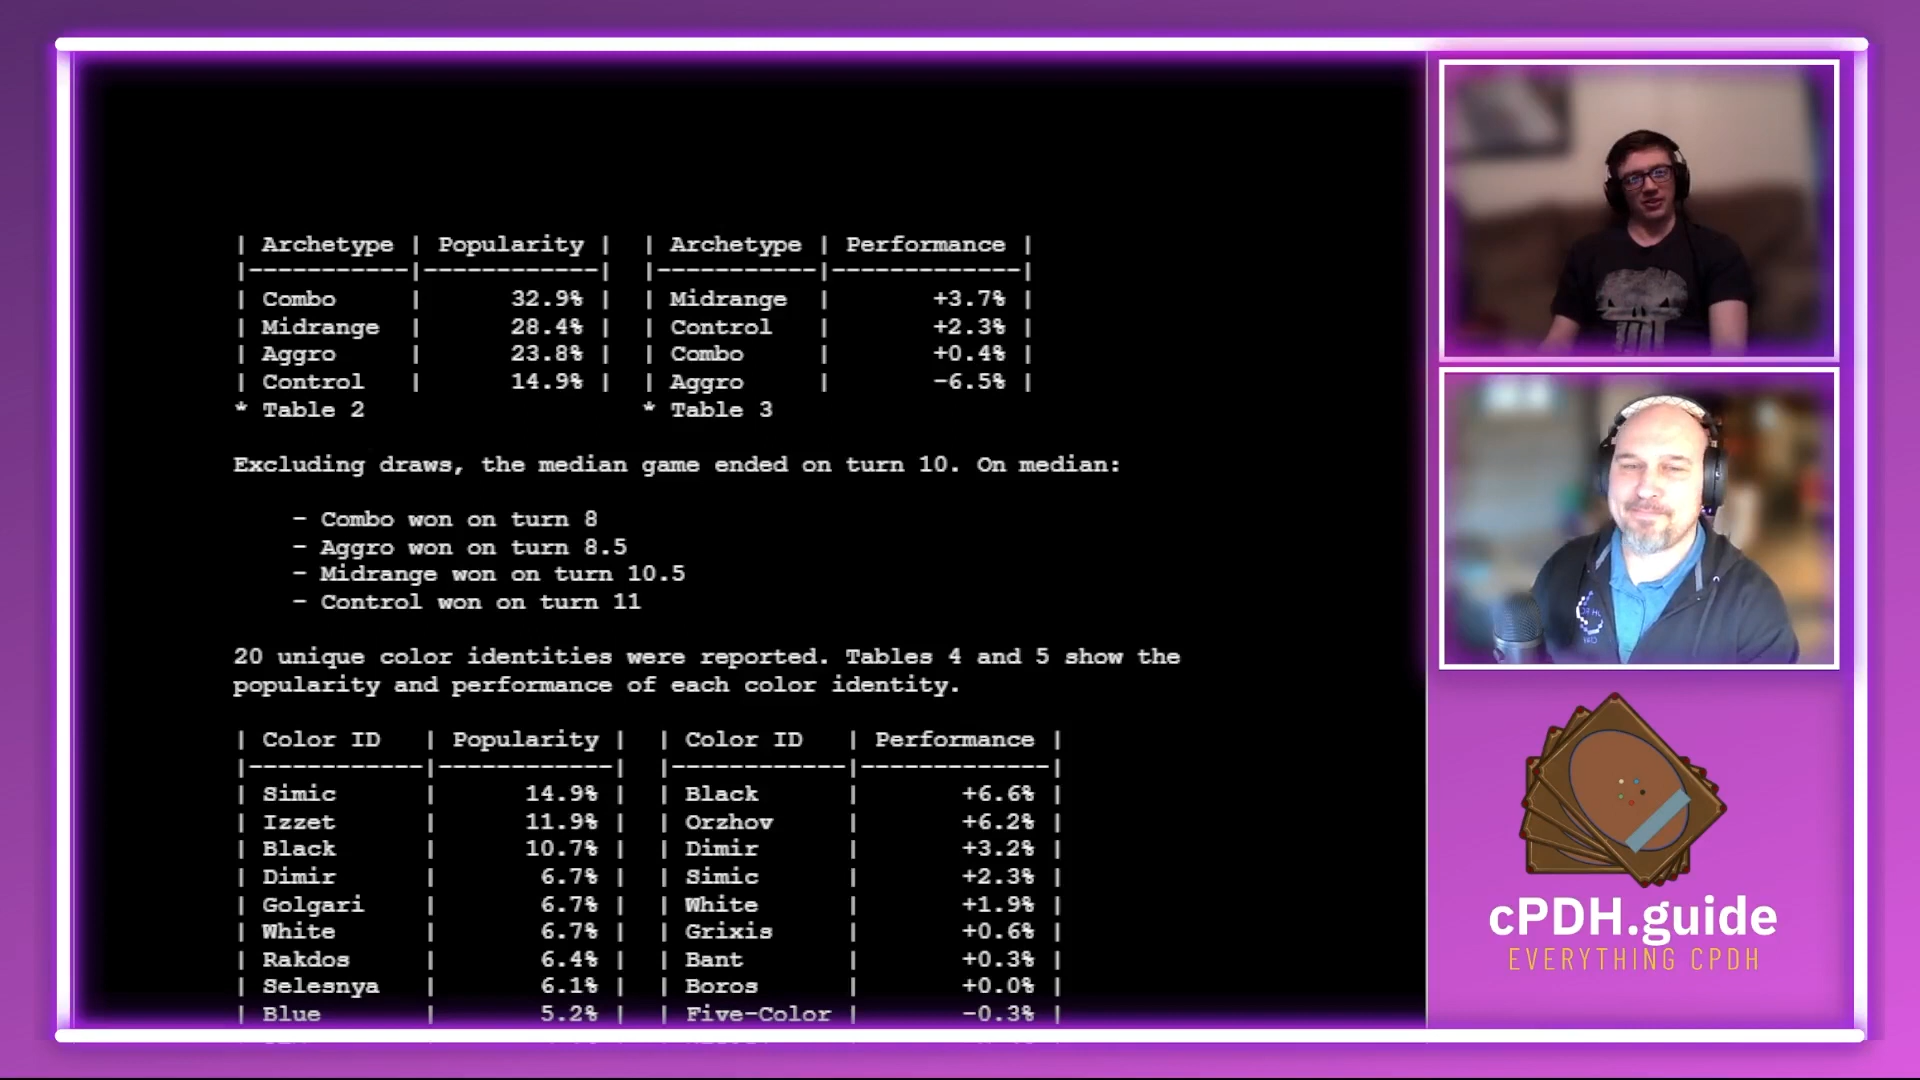 | Archetype | Popularity |   | Archetype | Performance |
|-----------|------------|   |-----------|-------------|
| Combo     |      32.9% |   | Midrange  |       +3.7% |
| Midrange  |      28.4% |   | Control   |       +2.3% |
| Aggro     |      23.8% |   | Combo     |       +0.4% |
| Control   |      14.9% |   | Aggro     |       -6.5% |
* Table 2                   * Table 3
Excluding draws, the median game ended on turn 10. On median:
- Combo won on turn 8
- Aggro won on turn 8.5
- Midrange won on turn 10.5
- Control won on turn 11
20 unique color identities were reported. Tables 4 and 5 show the
popularity and performance of each color identity.
| Color ID   | Popularity |   | Color ID   | Performance |
|------------|------------|   |------------|-------------|
| Simic      |      14.9% |   | Black      |       +6.6% |
| Izzet      |      11.9% |   | Orzhov     |       +6.2% |
| Black      |      10.7% |   | Dimir      |       +3.2% |
| Dimir      |       6.7% |   | Simic      |       +2.3% |
| Golgari    |       6.7% |   | White      |       +1.9% |
| White      |       6.7% |   | Grixis     |       +0.6% |
| Rakdos     |       6.4% |   | Bant       |       +0.3% |
| Selesnya   |       6.1% |   | Boros      |       +0.0% |
| Blue       |       5.2% |   | Five-Color |       -0.3% |
cPDH.guide
EVERYTHING CPDH